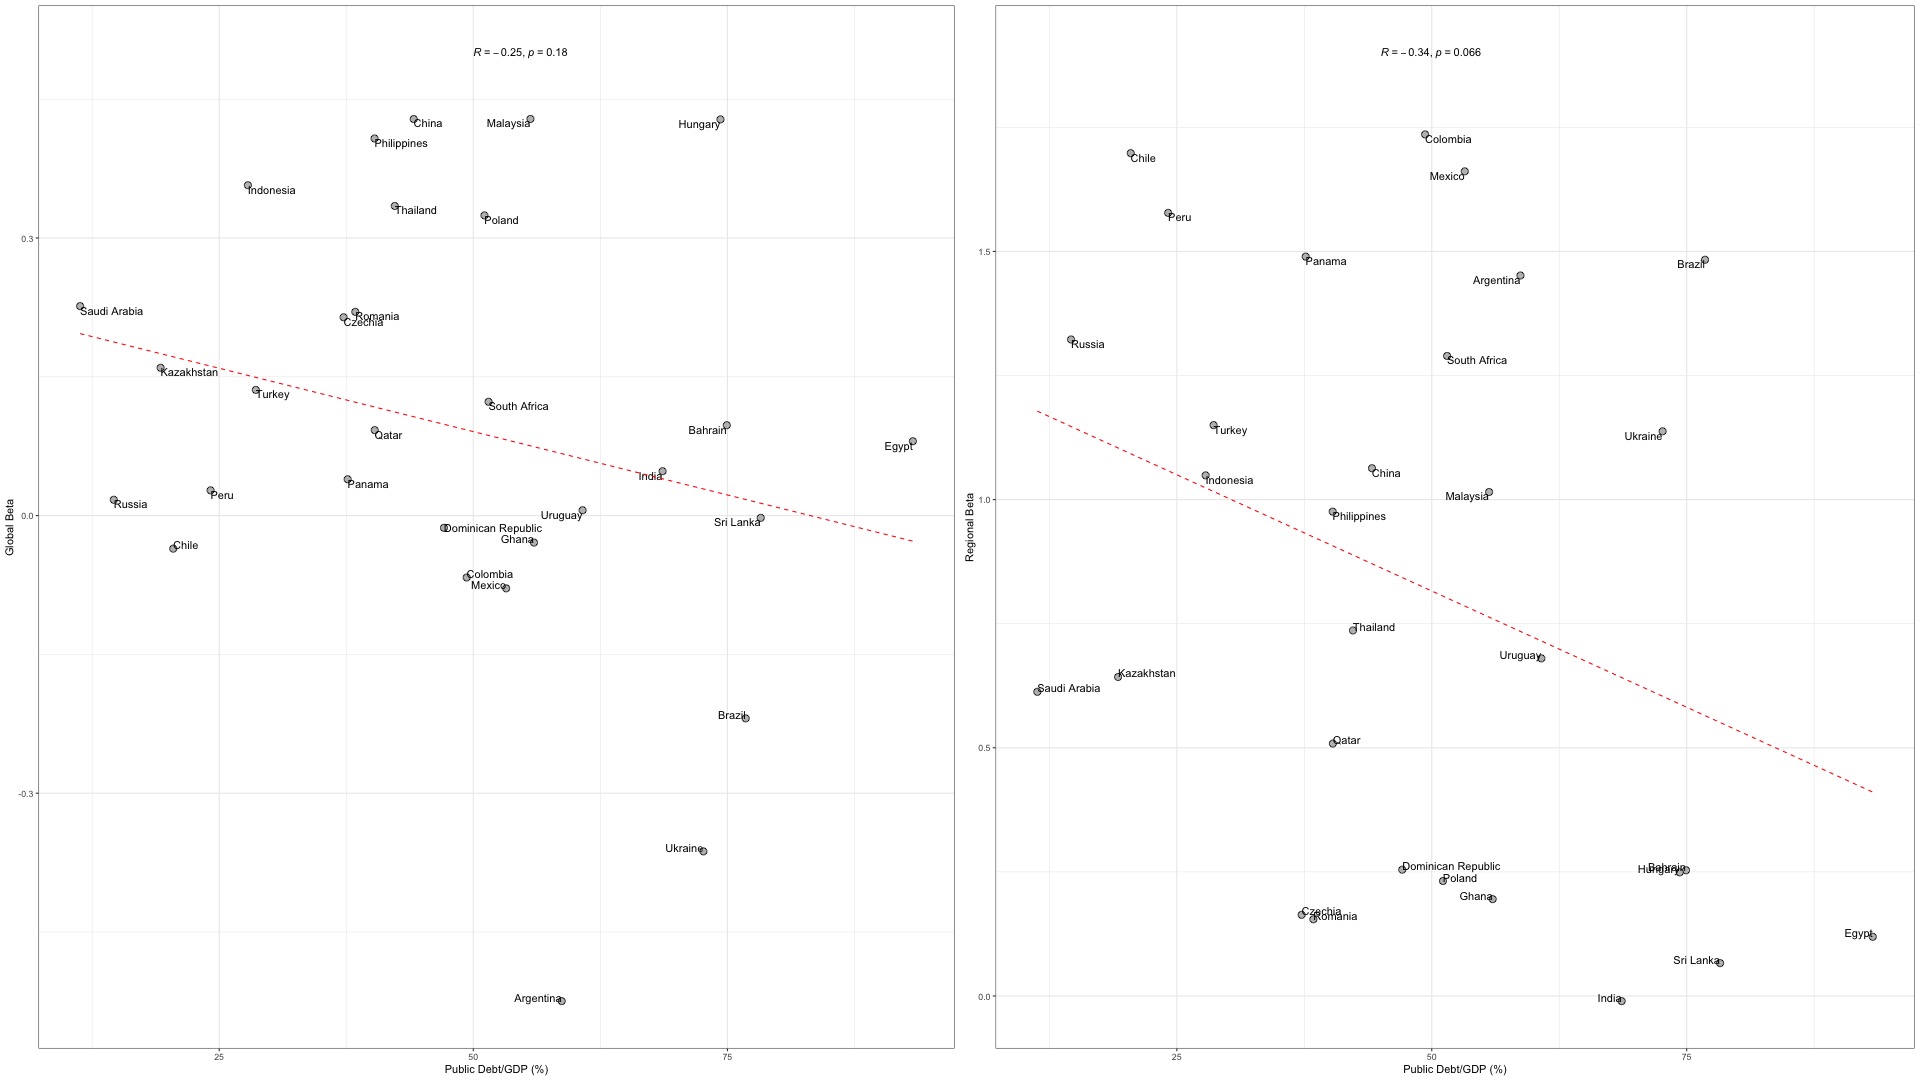 R = −0.25, p = 0.18
China
Malaysia
Hungary
Philippines
Indonesia
Thailand
Poland
0.3
Saudi Arabia
Romania
Czechia
Kazakhstan
Turkey
South Africa
Bahrain
Qatar
Egypt
India
Panama
Peru
Russia
Uruguay
0.0
Sri Lanka
Dominican Republic
Ghana
Chile
Colombia
Mexico
Brazil
-0.3
Ukraine
Argentina
25
50
75
Public Debt/GDP (%)
Global Beta
R = −0.34, p = 0.066
Colombia
Chile
Mexico
Peru
1.5
Panama
Brazil
Argentina
Russia
South Africa
Turkey
Ukraine
China
Indonesia
Malaysia
1.0
Philippines
Thailand
Uruguay
Kazakhstan
Saudi Arabia
Qatar
0.5
Dominican Republic
Bahrain
Hungary
Poland
Ghana
Czechia
Romania
Egypt
Sri Lanka
India
0.0
25
50
75
Public Debt/GDP (%)
Regional Beta